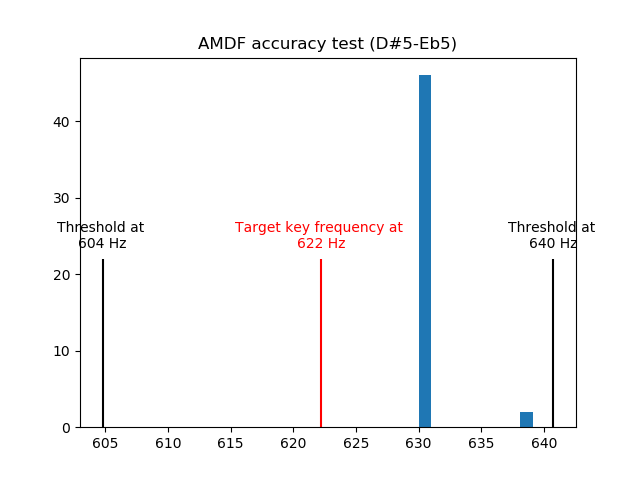 AMDF accuracy test (D#5-Eb5)
40
30
Threshold at
604 Hz
Target key frequency at
622 Hz
Threshold at
640 Hz
20
10
0
605 610 615 620 625 630 635 640